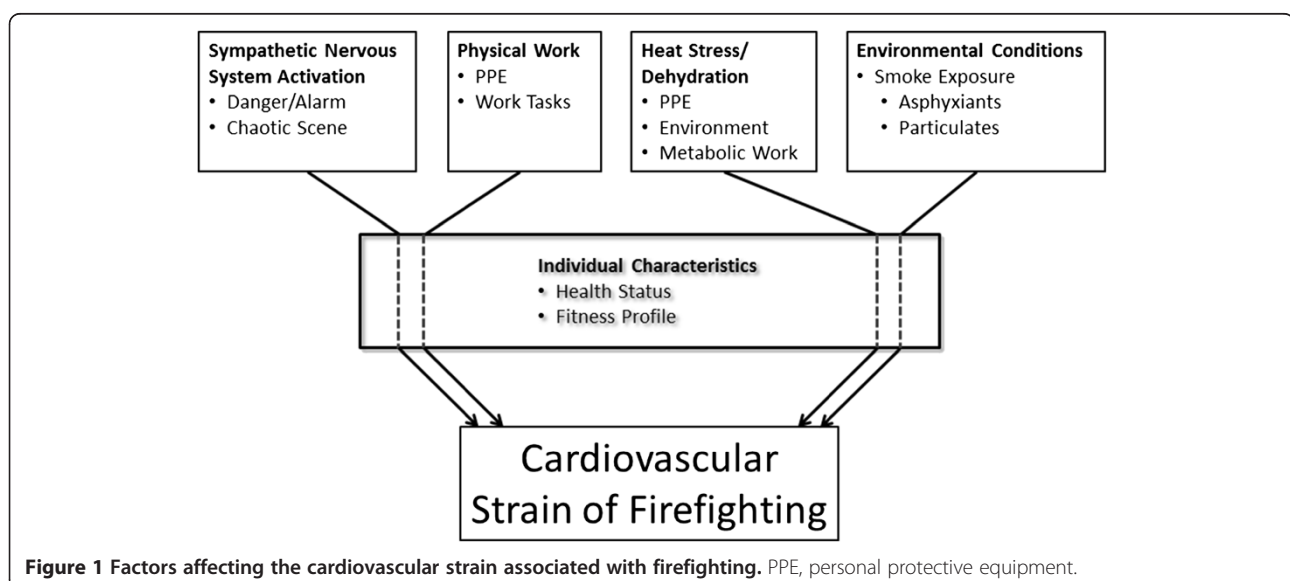 Sympathetic Nervous
System Activation
• Danger/Alarm
• Chaotic Scene
Physical Work
• PPE
• Work Tasks
Heat Stress/
Dehydration
• PPE
• Environment
• Metabolic Work
Environmental Conditions
• Smoke Exposure
• Asphyxiants
• Particulates
Individual Characteristics
• Health Status
• Fitness Profile
Cardiovascular
Strain of Firefighting
Figure 1 Factors affecting the cardiovascular strain associated with firefighting. PPE, personal protective equipment.